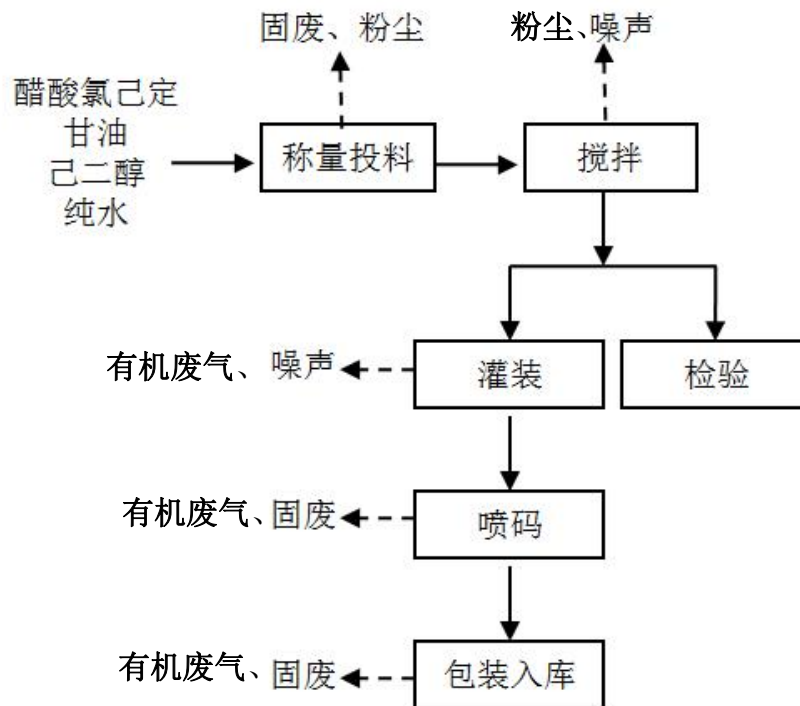 固废、粉尘
粉尘、噪声
醋酸氯己定
甘油
己二醇
纯水
称量投料
搅拌
有机废气、噪声
灌装
检验
有机废气、固废
喷码
有机废气、固废
包装入库